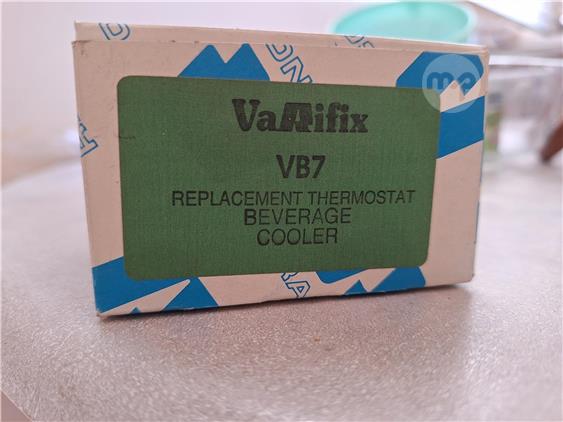 VaRifix
VB7
REPLACEMENT THERMOSTAT
BEVERAGE
COOLER